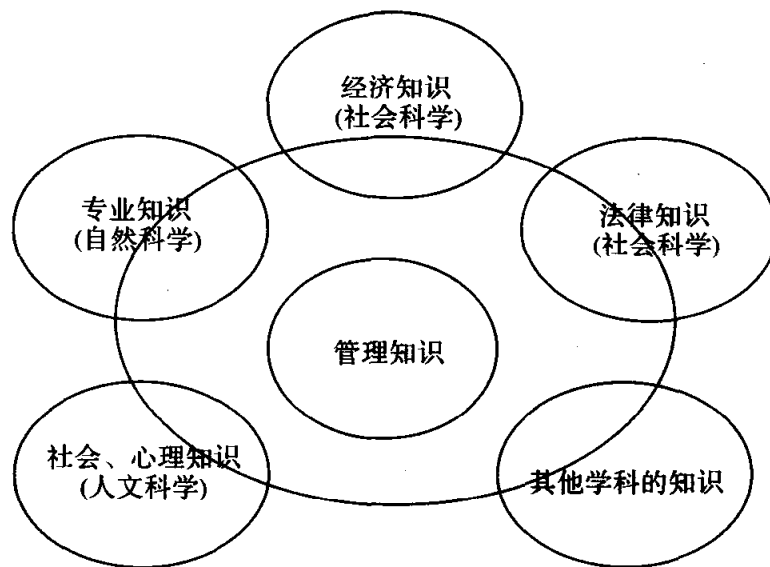 经济知识
(社会科学)
专业知识
(自然科学)
法律知识
(社会科学)
管理知识
社会、心理知识
(人文科学)
其他学科的知识